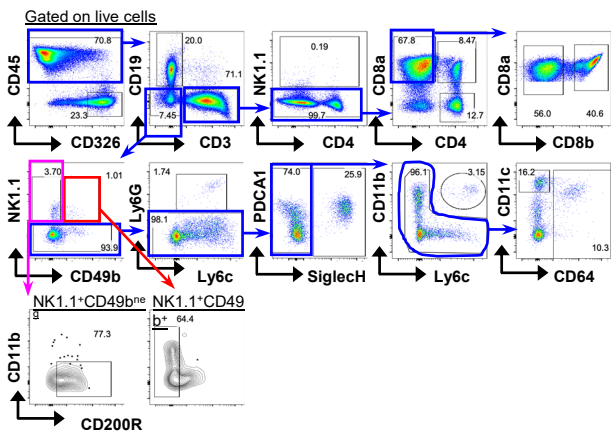 Gated on live cells
70.8
20.0
0.19
67.8
8.47
CD45
CD19
NK1.1
CD8a
CD8a
71.1
23.3
7.45
99.7
12.7
56.0
40.6
CD326
CD3
CD4
CD4
CD8b
3.70
1.01
1.74
74.0
25.9
96.1
3.15
16.2
NK1.1
Ly6G
PDCA1
CD11b
CD11c
98.1
93.9
10.3
CD49b
Ly6c
SiglecH
Ly6c
CD64
NK1.1+CD49bne
g
NK1.1+CD49
b+
77.3
64.4
CD11b
CD200R